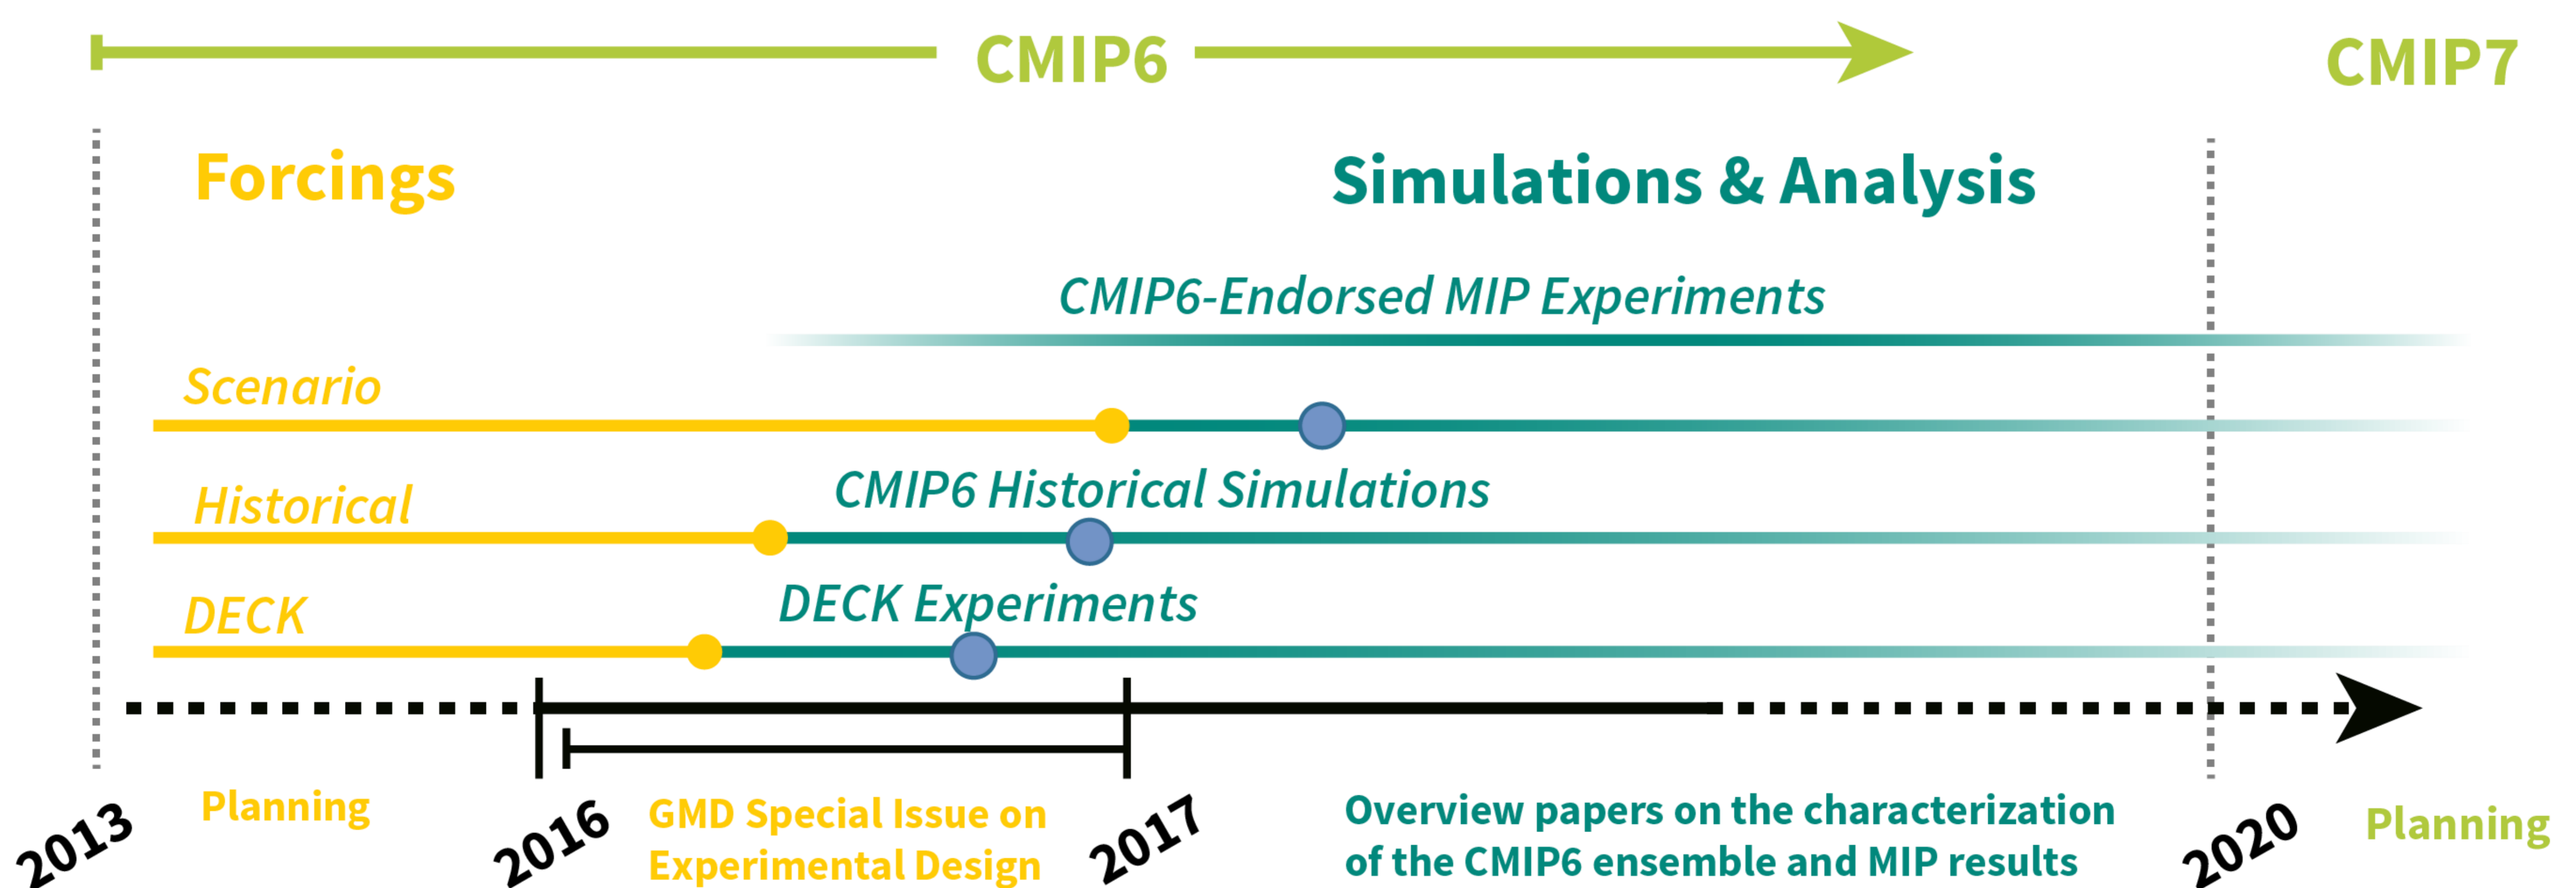 CMIP6
CMIP7
Forcings
Simulations & Analysis
CMIP6-Endorsed MIP Experiments
Scenario
Historical
CMIP6 Historical Simulations
DECK
DECK Experiments
2013
Planning
2016
GMD Special Issue on
Experimental Design
2017
Overview papers on the characterization
of the CMIP6 ensemble and MIP results
2020
Planning